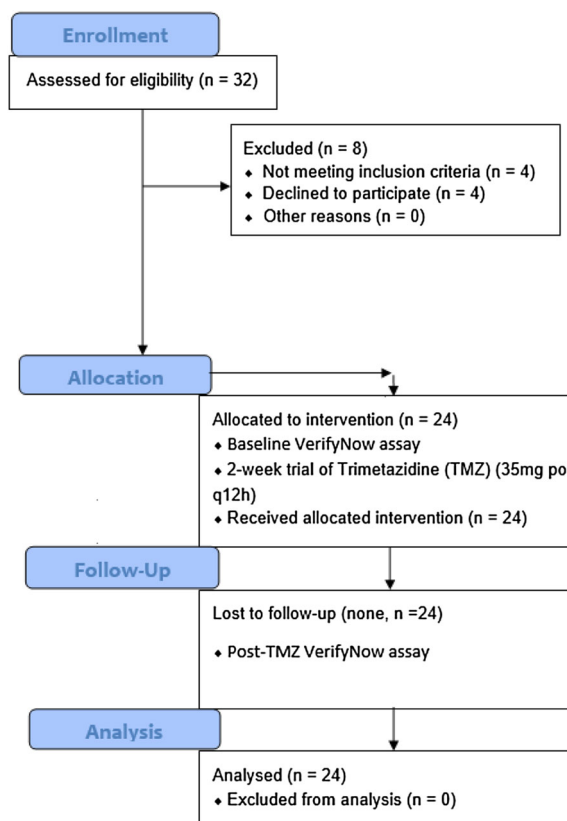 Enrollment
Assessed for eligibility (n = 32)
Excluded (n = 8)
⬥ Not meeting inclusion criteria (n = 4)
⬥ Declined to participate (n = 4)
⬥ Other reasons (n = 0)
Allocation
Allocated to intervention (n = 24)
⬥ Baseline VerifyNow assay
⬥ 2-week trial of Trimetazidine (TMZ) (35mg po
q12h)
⬥ Received allocated intervention (n = 24)
Follow-Up
Lost to follow-up (none, n =24)
⬥ Post-TMZ VerifyNow assay
Analysis
Analysed (n = 24)
⬥ Excluded from analysis (n = 0)